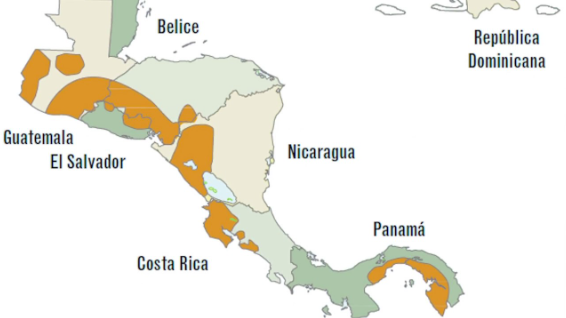 Belice
República
Dominicana
Guatemala
El Salvador
Nicaragua
Panamá
Costa Rica